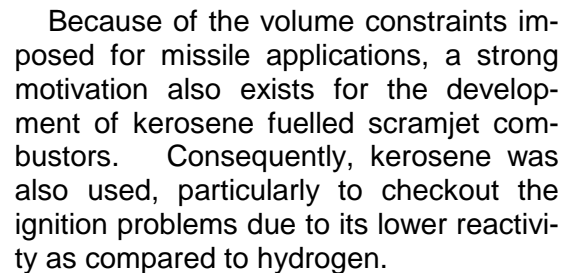 Because of the volume constraints im-
posed for missile applications, a strong
motivation also exists for the develop-
ment of kerosene fuelled scramjet com-
bustors. Consequently, kerosene was
also used, particularly to checkout the
ignition problems due to its lower reactivi-
ty as compared to hydrogen.